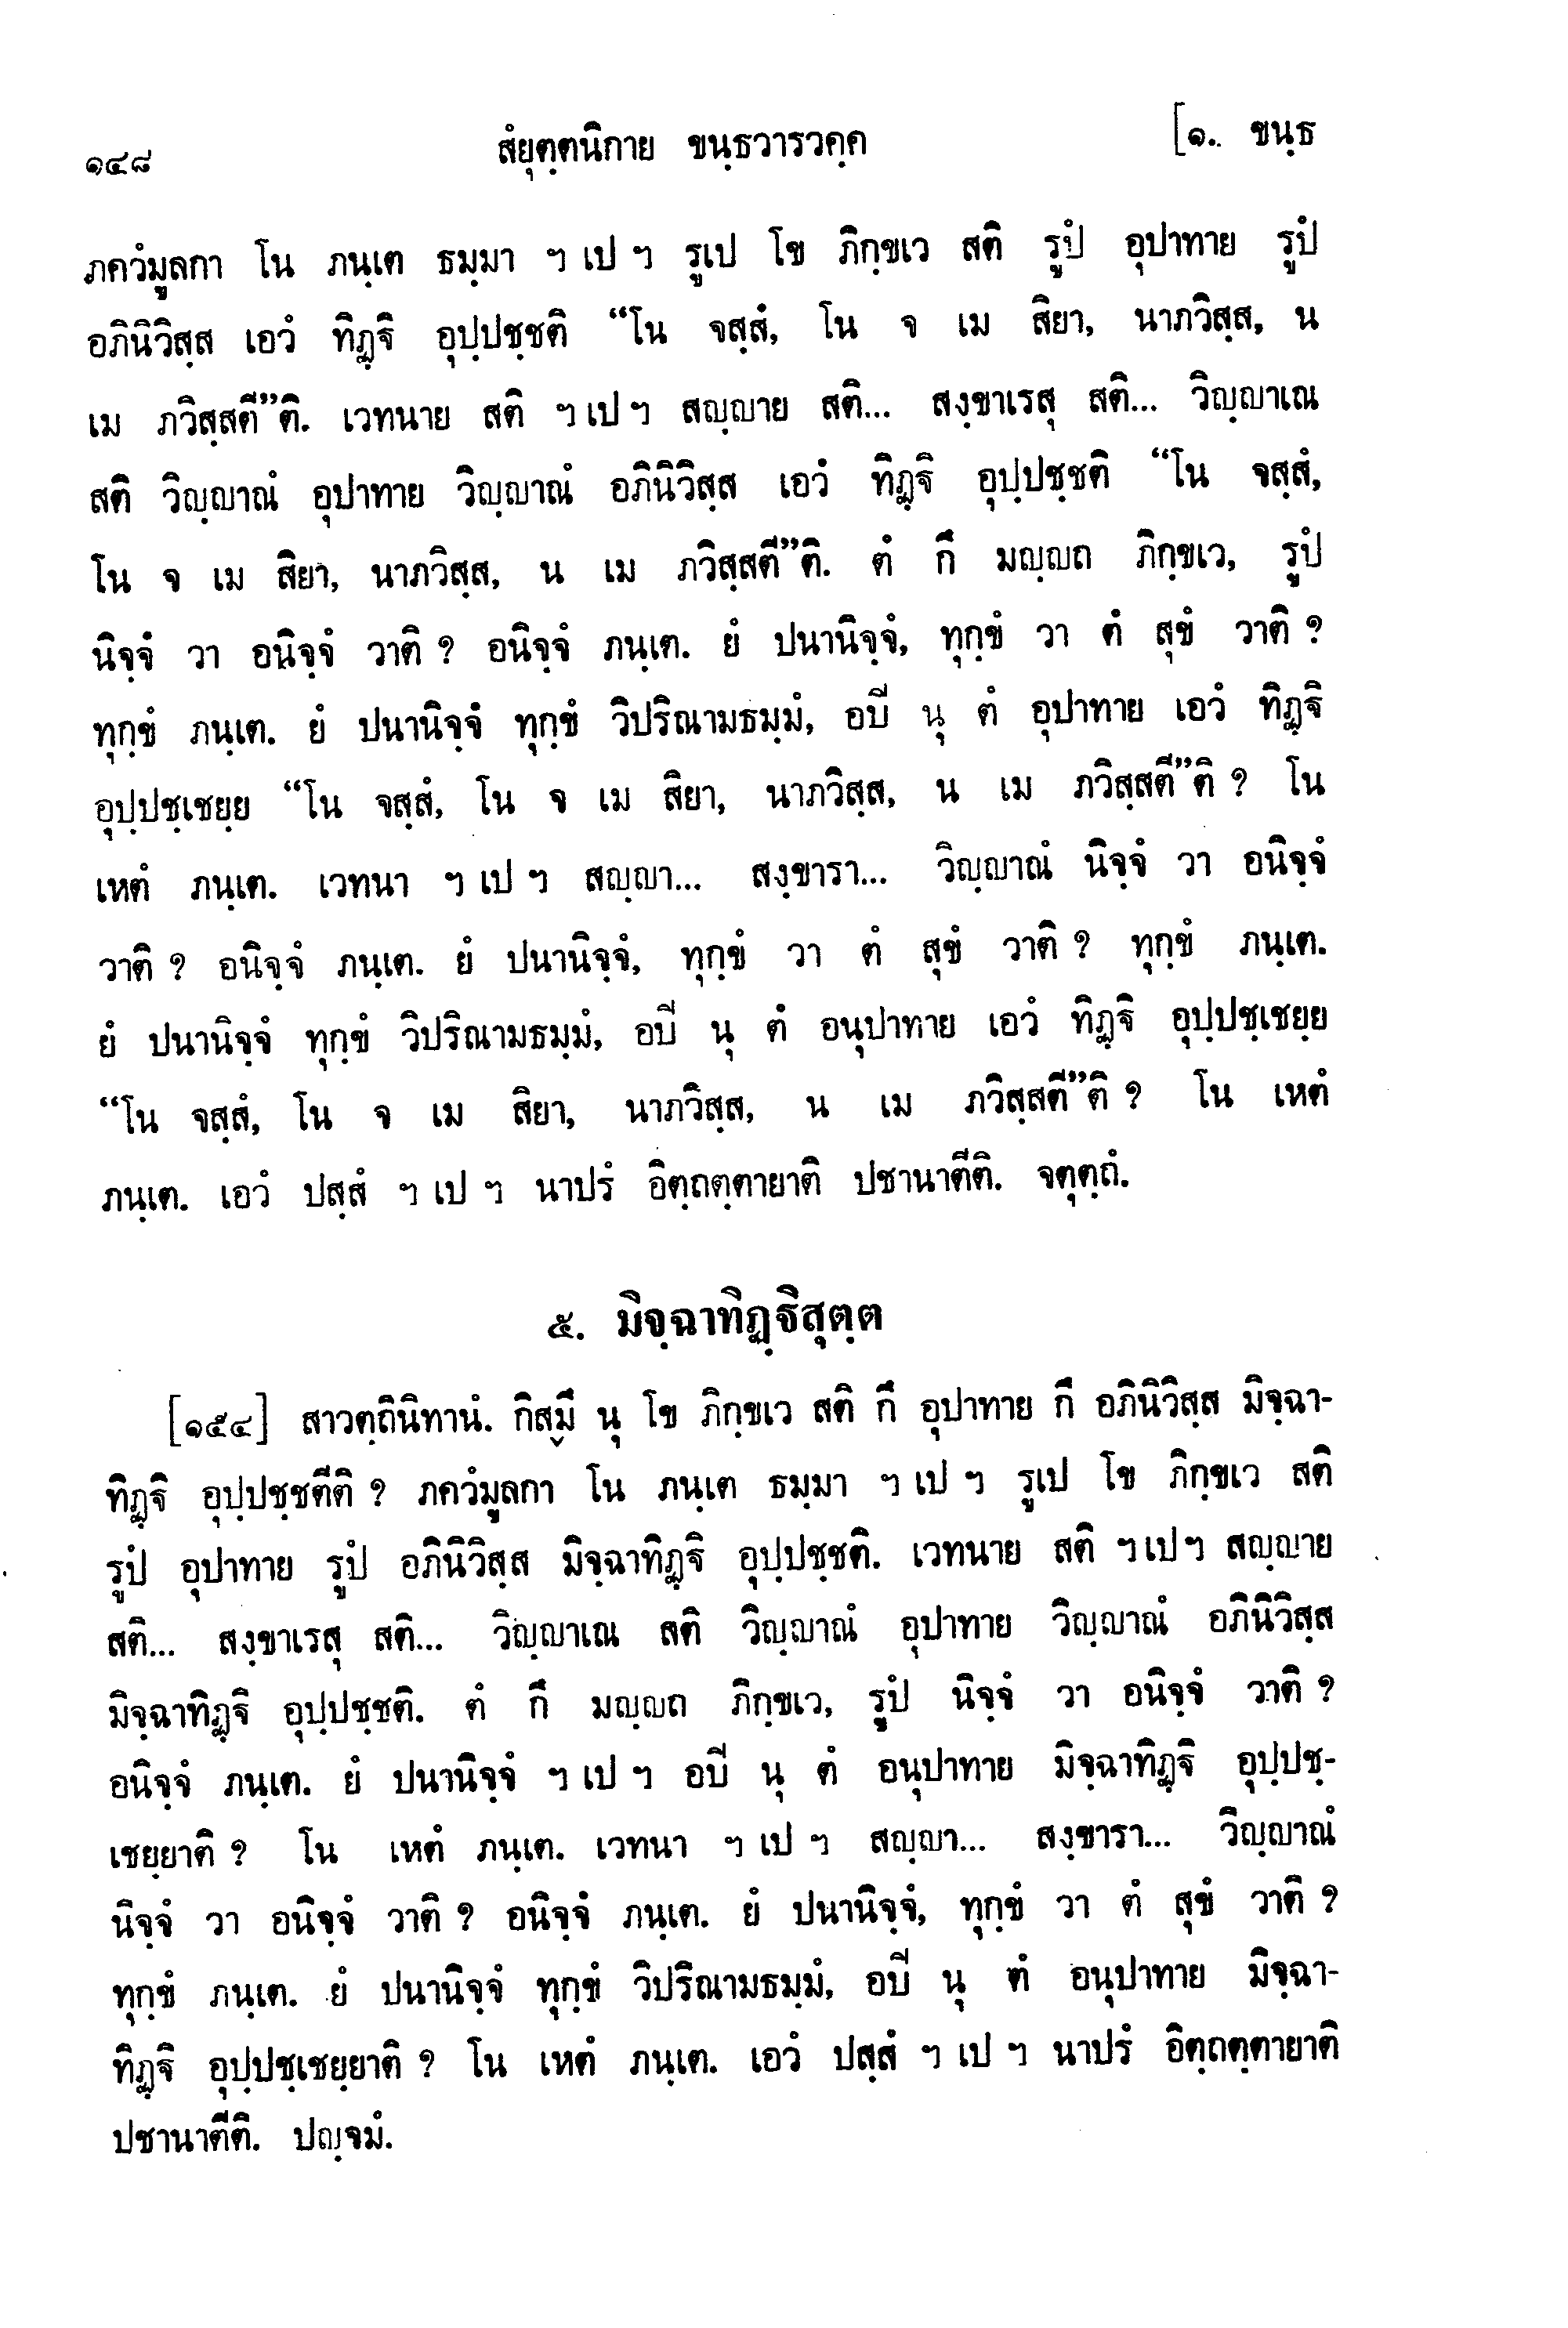 ๑๔๘ สํยุตฺตนิกาย ขนฺธวารวคฺค [๑. ขนฺธ
ภควํมูลกา โน ภนฺเต ธมฺมา ฯ เป ฯ รูเป โข ภิกฺขเว สติ รูปํ อุปาทาย รูปํ
อภินิวิสฺส เอวํ ทิฏฺฐิ อุปฺปชฺชติ “โน จสฺสํ, โน จ เม สิยา, นาภวิสฺส, น
เม ภวิสฺสตี”ติ. เวทนาย สติ ฯ เป ฯ สญฺญาย สติ... สงฺขาเรสุ สติ... วิญฺญาเณ
สติ วิญฺญาณํ อุปาทาย วิญฺญาณํ อภินิวิสฺส เอวํ ทิฏฺฐิ อุปฺปชฺชติ “โน จสฺสํ,
โน จ เม สิยา, นาภวิสฺส, น เม ภวิสฺสตี”ติ. ตํ กึ มญฺญถ ภิกฺขเว, รูปํ
นิจฺจํ วา อนิจฺจํ วาติ ? อนิจฺจํ ภนฺเต. ยํ ปนานิจฺจํ, ทุกฺขํ วา ตํ สุขํ วาติ ?
ทุกฺขํ ภนฺเต. ยํ ปนานิจฺจํ ทุกฺขํ วิปริณามธมฺมํ, อปิ นุ ตํ อุปาทาย เอวํ ทิฏฺฐิ
อุปฺปชฺเชยฺย “โน จสฺสํ, โน จ เม สิยา, นาภวิสฺส, น เม ภวิสฺสตี”ติ ? โน
เหตํ ภนฺเต. เวทนา ฯ เป ฯ สญฺญา... สงฺขารา... วิญฺญาณํ นิจฺจํ วา อนิจฺจํ
วาติ ? อนิจฺจํ ภนฺเต. ยํ ปนานิจฺจํ, ทุกฺขํ วา ตํ สุขํ วาติ ? ทุกฺขํ ภนฺเต.
ยํ ปนานิจฺจํ ทุกฺขํ วิปริณามธมฺมํ, อปิ นุ ตํ อนุปาทาย เอวํ ทิฏฺฐิ อุปฺปชฺเชยฺย
“โน จสฺสํ, โน จ เม สิยา, นาภวิสฺส, น เม ภวิสฺสตี”ติ ? โน เหตํ
ภนฺเต. เอวํ ปสฺสํ ฯ เป ฯ นาปรํ อิตฺถตฺตายาติ ปชานาตีติ. จตุตฺถํ.
๕. มิจฺฉาทิฏฺฐิสุตฺต
[๑๕๔] สาวตฺถินิทานํ. กิสฺมึ นุ โข ภิกฺขเว สติ กึ อุปาทาย กึ อภินิวิสฺส มิจฺฉา-
ทิฏฺฐิ อุปฺปชฺชตีติ ? ภควํมูลกา โน ภนฺเต ธมฺมา ฯ เป ฯ รูเป โข ภิกฺขเว สติ
รูปํ อุปาทาย รูปํ อภินิวิสฺส มิจฺฉาทิฏฺฐิ อุปฺปชฺชติ. เวทนาย สติ ฯ เป ฯ สญฺญาย
สติ... สงฺขาเรสุ สติ... วิญฺญาเณ สติ วิญฺญาณํ อุปาทาย วิญฺญาณํ อภินิวิสฺส
มิจฺฉาทิฏฺฐิ อุปฺปชฺชติ. ตํ กึ มญฺญถ ภิกฺขเว, รูปํ นิจฺจํ วา อนิจฺจํ วาติ ?
อนิจฺจํ ภนฺเต. ยํ ปนานิจฺจํ ฯ เป ฯ อปิ นุ ตํ อนุปาทาย มิจฺฉาทิฏฺฐิ อุปฺปชฺ-
เชยฺยาติ ? โน เหตํ ภนฺเต. เวทนา ฯ เป ฯ สญฺญา... สงฺขารา... วิญฺญาณํ
นิจฺจํ วา อนิจฺจํ วาติ ? อนิจฺจํ ภนฺเต. ยํ ปนานิจฺจํ, ทุกฺขํ วา ตํ สุขํ วาติ ?
ทุกฺขํ ภนฺเต. ยํ ปนานิจฺจํ ทุกฺขํ วิปริณามธมฺมํ, อปิ นุ ตํ อนุปาทาย มิจฺฉา-
ทิฏฺฐิ อุปฺปชฺเชยฺยาติ ? โน เหตํ ภนฺเต. เอวํ ปสฺสํ ฯ เป ฯ นาปรํ อิตฺถตฺตายาติ
ปชานาตีติ. ปญฺจมํ.